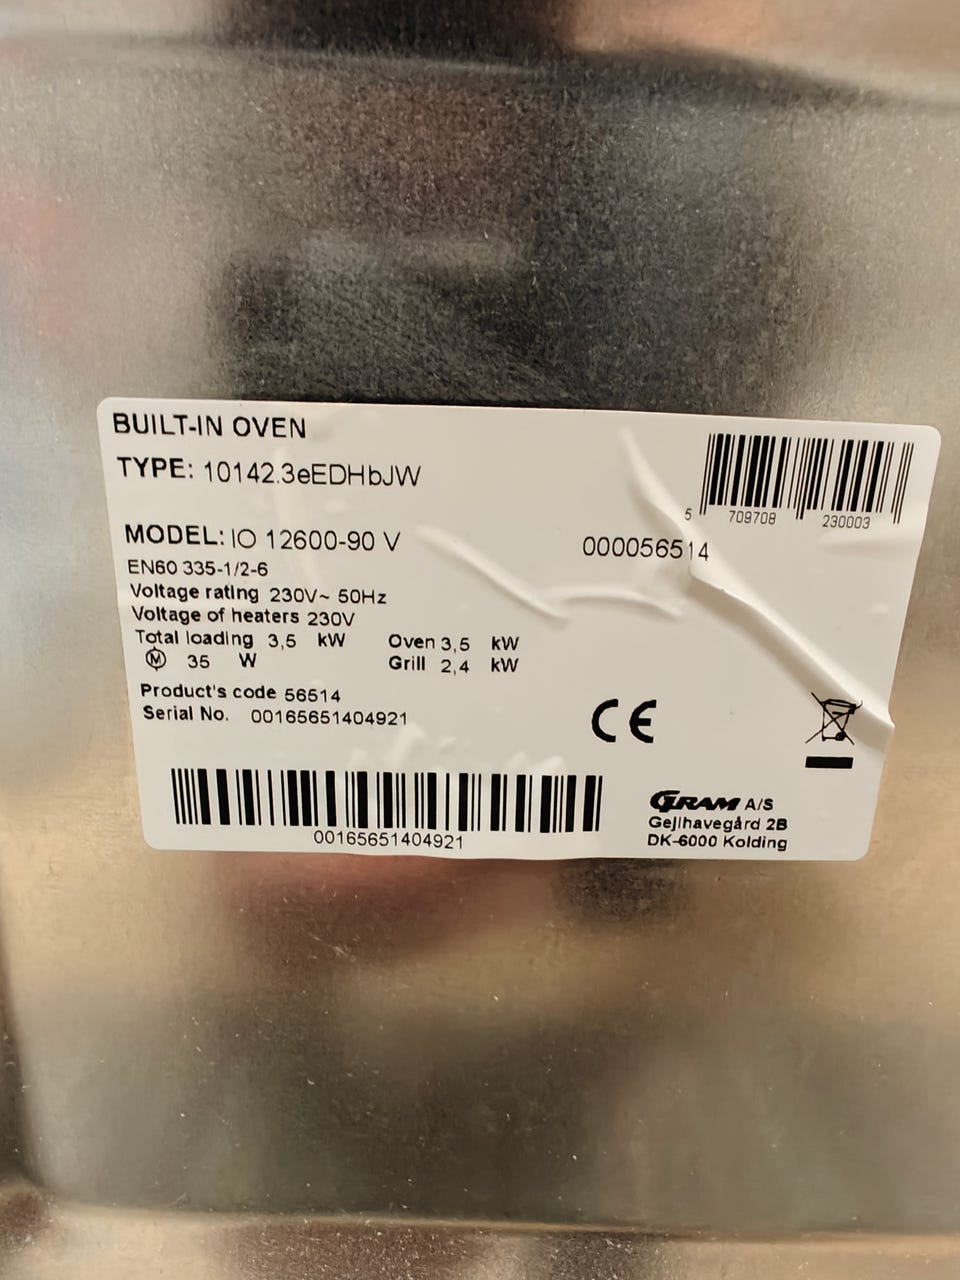 BUILT-IN OVEN
TYPE: 10142.3eEDHbJW
5 709708 230003
MODEL: IO 12600-90 V
000056514
EN60 335-1/2-6
Voltage rating 230V~ 50Hz
Voltage of heaters 230V
Total loading 3,5 kW Oven 3,5 kW
M 35 W Grill 2,4 kW
Product's code 56514
Serial No. 00165651404921
CE
00165651404921
GRAM A/S
Gejlhavegård 2B
DK-6000 Kolding